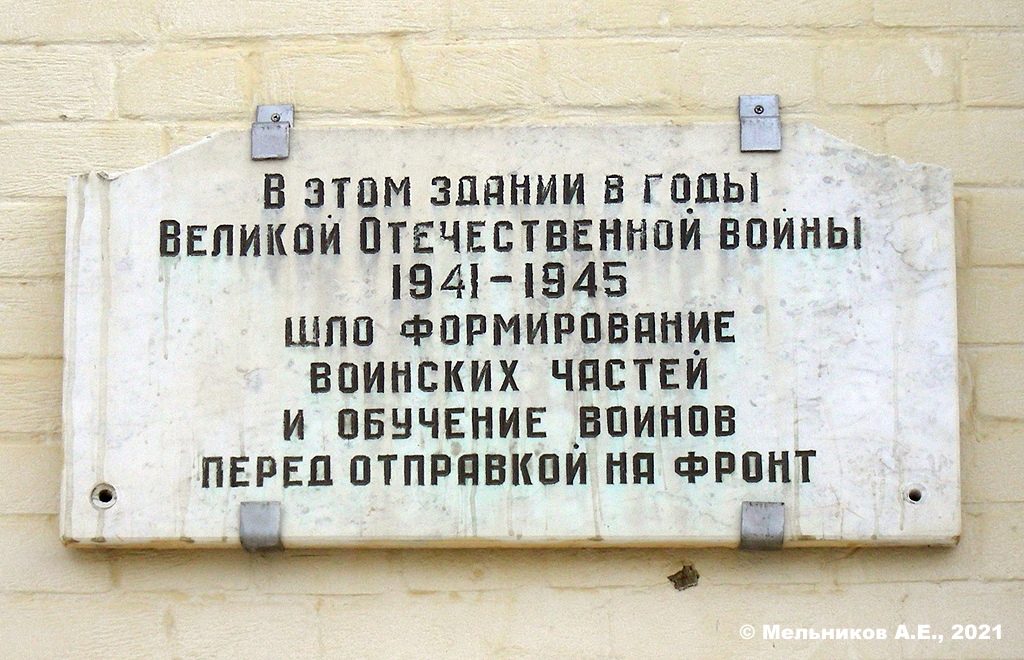 В этом здании в годы
Великой Отечественной войны
1941-1945
шло формирование
воинских частей
и обучение воинов
перед отправкой на фронт
© Мельников А.Е., 2021